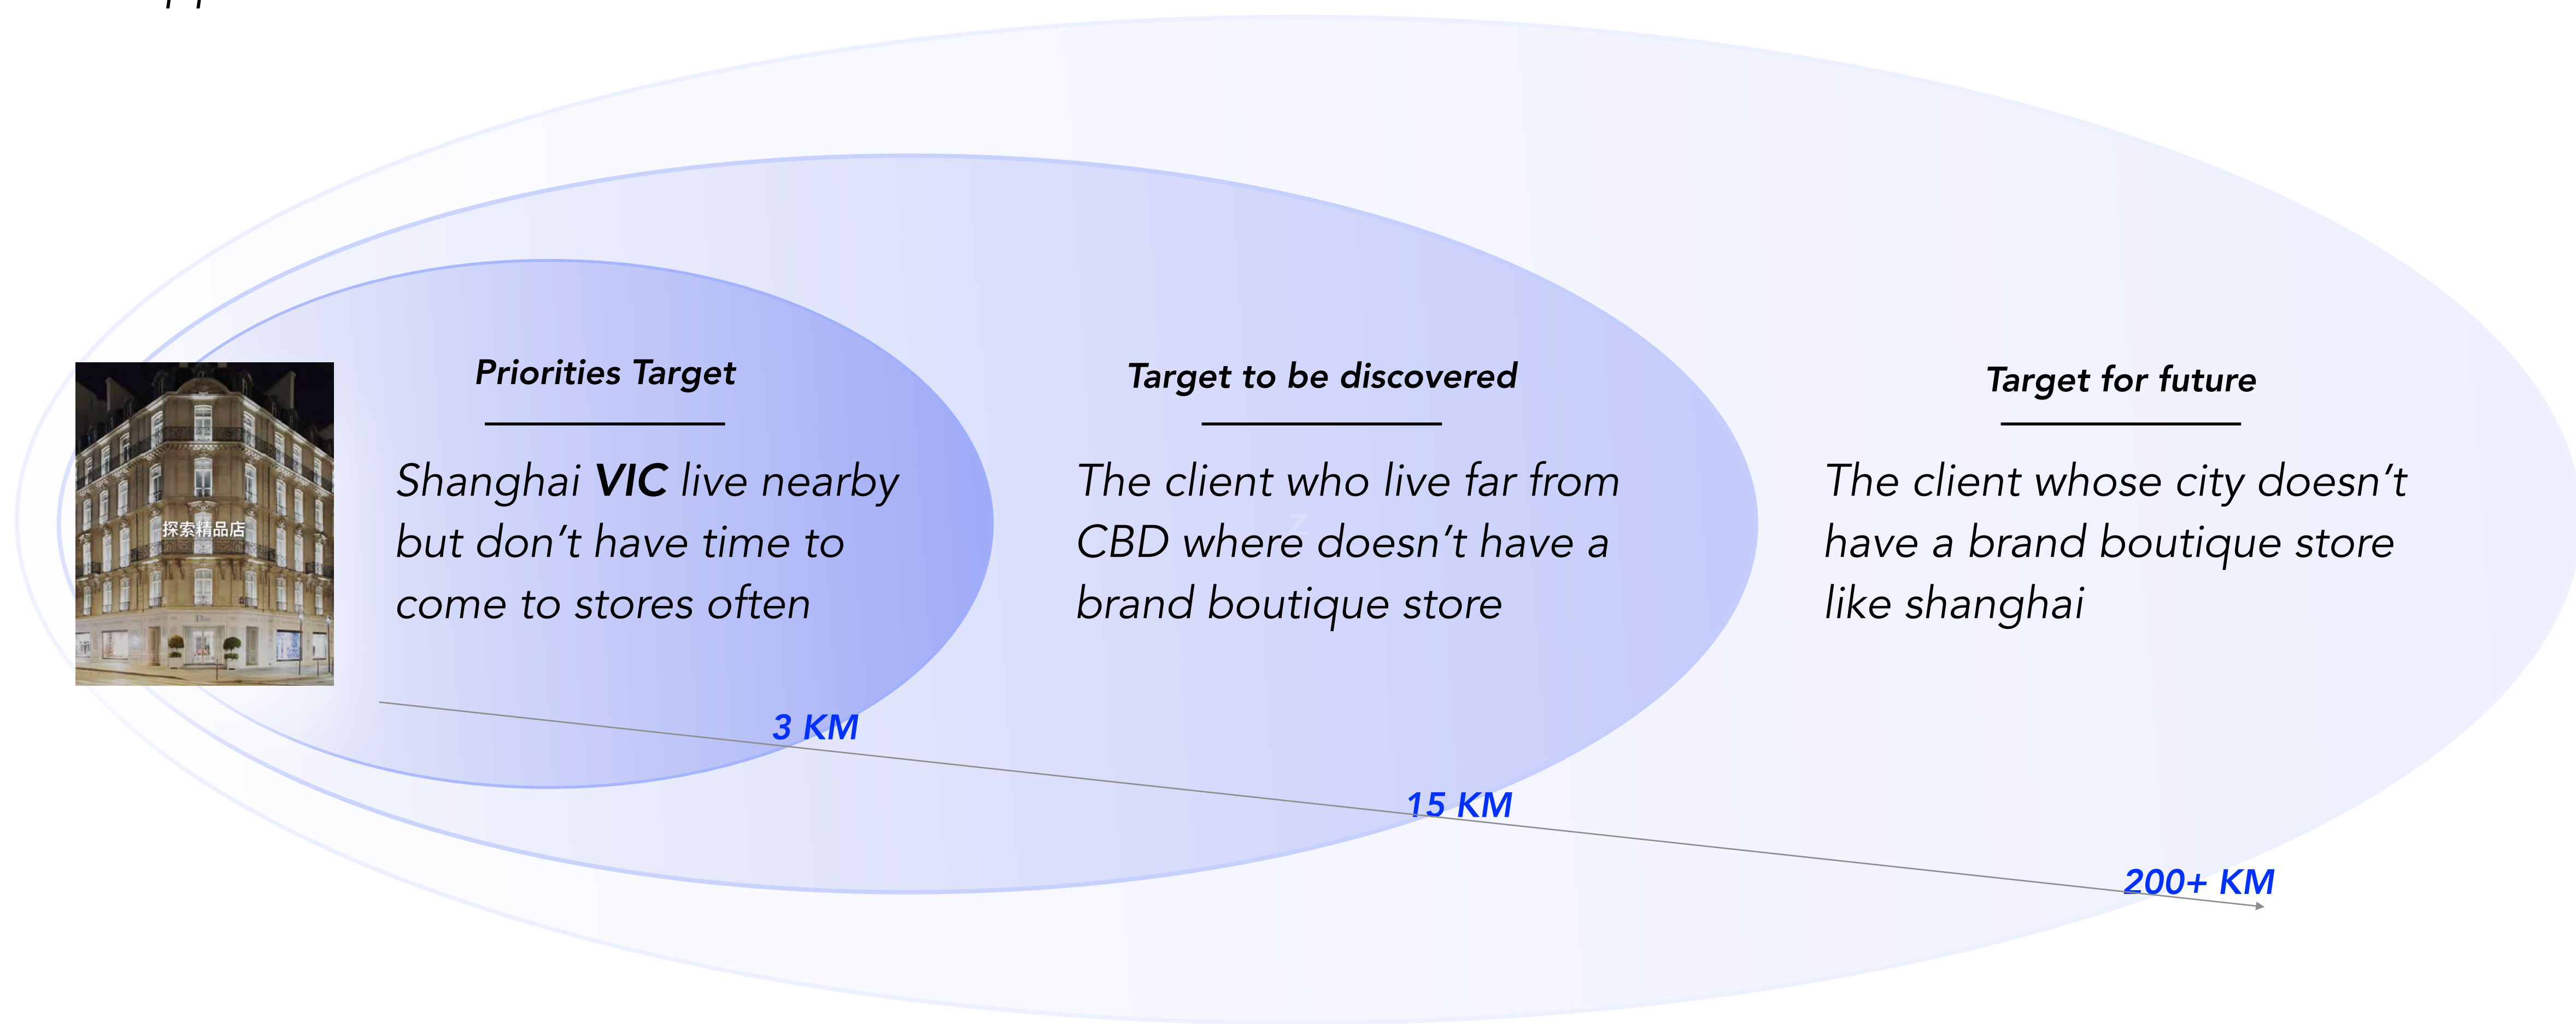 Priorities Target
Shanghai VIC live nearby
but don’t have time to
come to stores often
Target to be discovered
The client who live far from
CBD where doesn’t have a
brand boutique store
Target for future
The client whose city doesn’t
have a brand boutique store
like shanghai
探索精品店
z
3 KM
15 KM
200+ KM